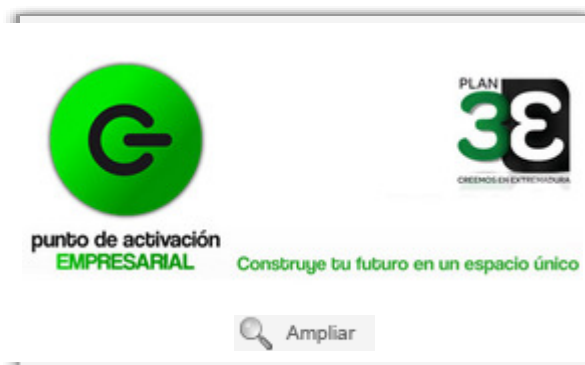 PLAN
3E
CREEMOS EN EXTREMADURA
punto de activación
EMPRESARIAL
Construye tu futuro en un espacio único
Ampliar